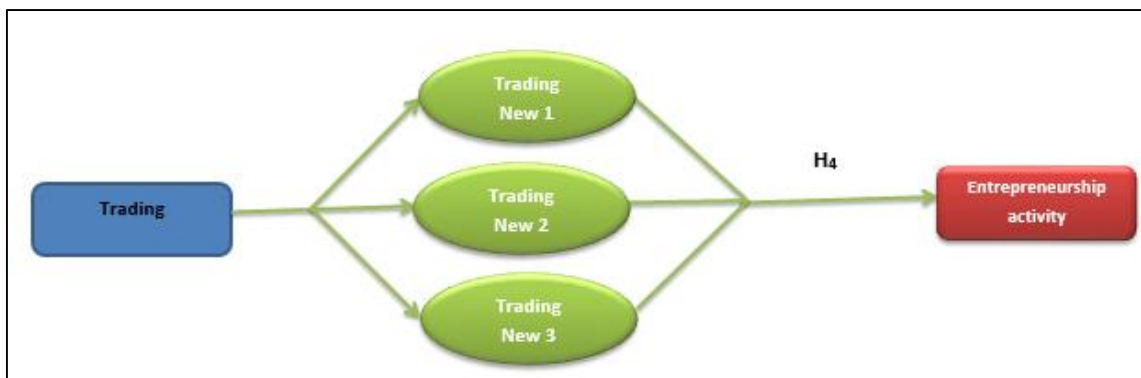 Trading
New 1
H₄
Trading
New 2
Trading
Entrepreneurship
activity
Trading
New 3